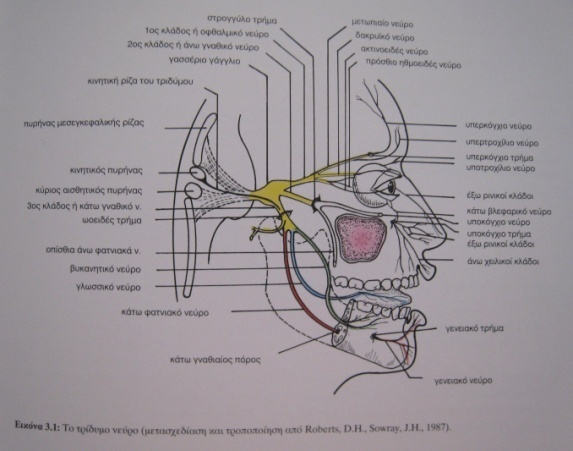 στρογγύλο τρήμα
1ος κλάδος ή οφθαλμικό νεύρο
2ος κλάδος ή άνω γναθικό νεύρο
γασσέριο γάγγλιο
κινητική ρίζα του τριδύμου
πυρήνας μεσεγκεφαλικής ρίζας
κινητικός πυρήνας
κύριος αισθητικός πυρήνας
3ος κλάδος ή κάτω γναθικό ν.
ωοειδές τρήμα
οπίσθια άνω φατνιακά ν.
βυκανητικό νεύρο
γλωσσικό νεύρο
κάτω φατνιακό νεύρο
κάτω γναθιαίος πόρος
μετωπιαίο νεύρο
δακρυϊκό νεύρο
ακτινοειδές νεύρο
πρόσθιο ηθμοειδές νεύρο
υπερκόγχιο νεύρο
υπερτροχίλιο νεύρο
υπερκόγχιο τρήμα
υποτροχίλιο νεύρο
έξω ρινικοί κλάδοι
κάτω βλεφαρικό νεύρο
υποκόγχιο νεύρο
υποκόγχιο τρήμα
έξω ρινικοί κλάδοι
άνω χειλικοί κλάδοι
γενειακό τρήμα
γενειακό νεύρο
Εικόνα 3.1: Το τρίδυμο νεύρο (μετασχεδίαση και τροποποίηση από Roberts, D.H., Sowray, J.H., 1987).